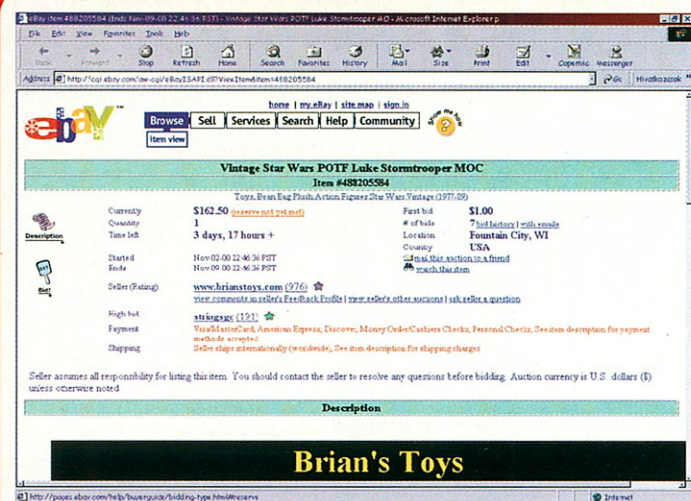 eBay item 488205584 (Ends Nov-09-00 22:46:36 PST) - Vintage Star Wars POTF Luke Stormtrooper MO - Microsoft Internet Explorer p
Edit View Favorites Tools Help
Back Forward Stop Refresh Home Search Favorites History Mail Size Print Edit Copernic Messenger
Address http://cgi.ebay.com/aw-cgi/eBayISAPI.dll?ViewItem&item=488205584 Go Hivatkozások
home | my eBay | site map | sign in
ebaY™ Browse Sell Services Search Help Community Show me how
item view
Vintage Star Wars POTF Luke Stormtrooper MOC
Item #488205584
Toys, Bean Bag Plush:Action Figures:Star Wars:Vintage (1977-89)
Currently $162.50 (reserve not yet met) First bid $1.00
Quantity 1 # of bids 7 bid history | with emails
Description Time left 3 days, 17 hours + Location Fountain City, WI
Country USA
Started Nov-02-00 22:46:36 PST mail this auction to a friend
Bid! Ends Nov-09-00 22:46:36 PST watch this item
Seller (Rating) www.brianstoys.com (976)
view comments in seller's Feedback Profile | view seller's other auctions | ask seller a question
High bid stringsgc (191)
Payment Visa/MasterCard, American Express, Discover, Money Order/Cashiers Checks, Personal Checks, See item description for payment
methods accepted
Shipping Seller ships internationally (worldwide), See item description for shipping charges
Seller assumes all responsibility for listing this item. You should contact the seller to resolve any questions before bidding. Auction currency is U.S. dollars ($)
unless otherwise noted.
Description
Brian's Toys
http://pages.ebay.com/help/buyerguide/bidding-type.html#reserve Internet